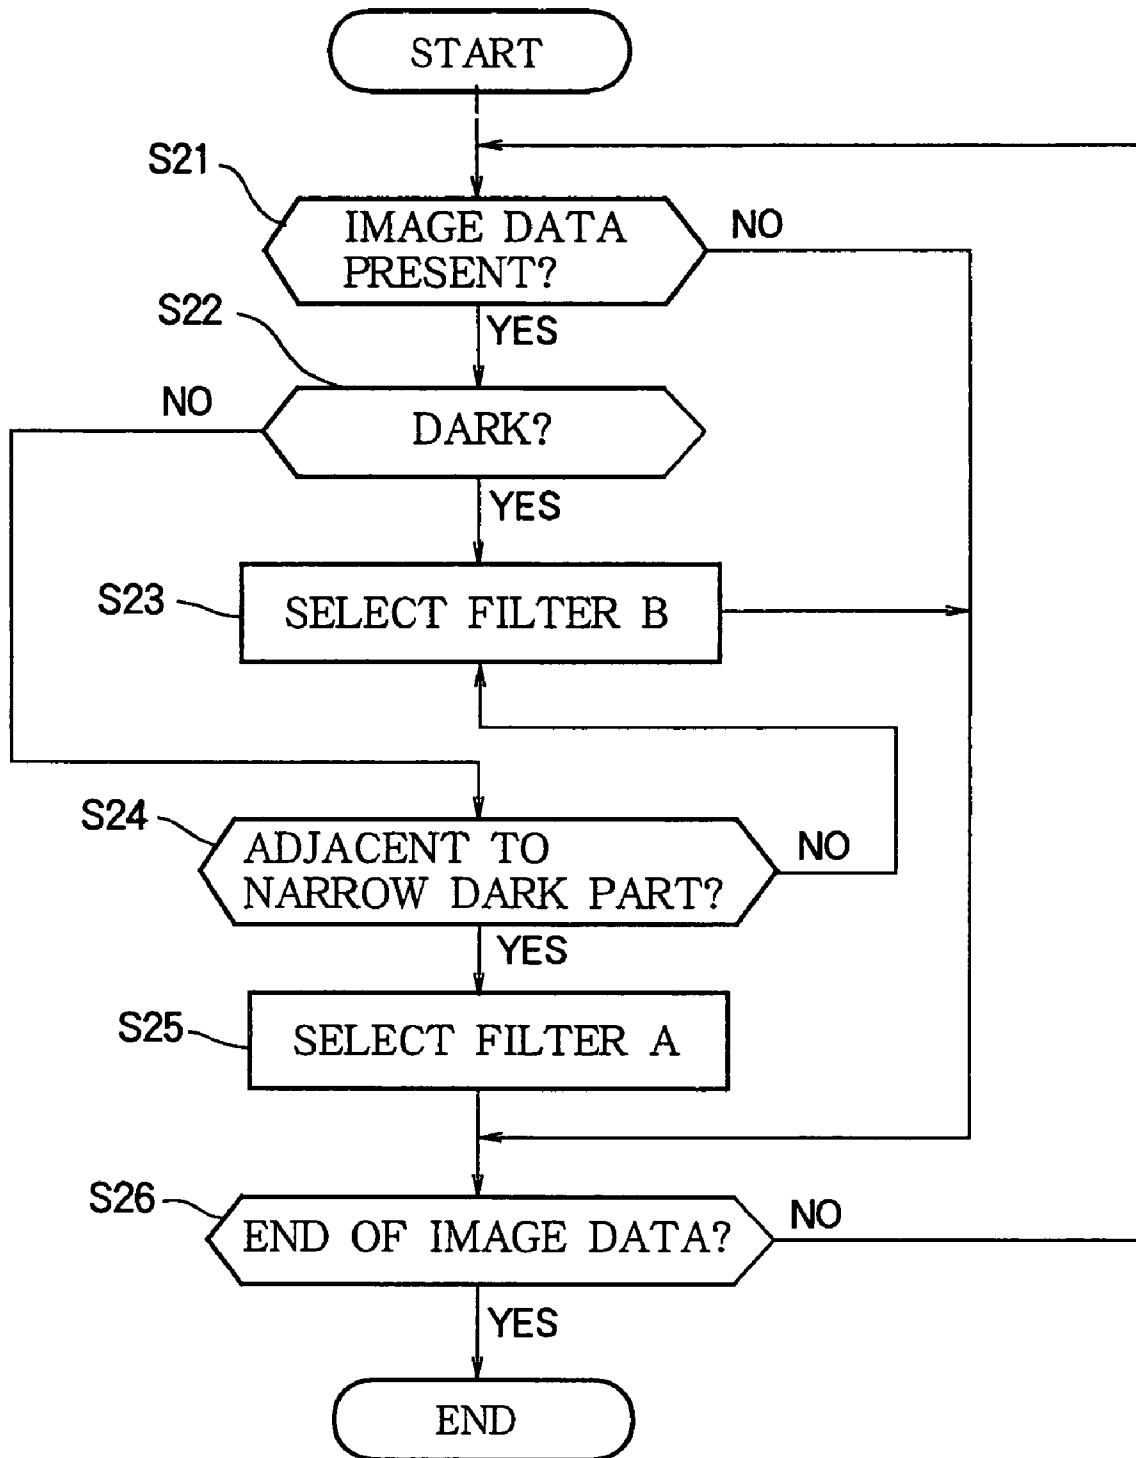 START
S21
IMAGE DATA
PRESENT?
NO
YES
S22
NO
DARK?
YES
S23
SELECT FILTER B
S24
ADJACENT TO
NARROW DARK PART?
NO
YES
S25
SELECT FILTER A
S26
END OF IMAGE DATA?
NO
YES
END